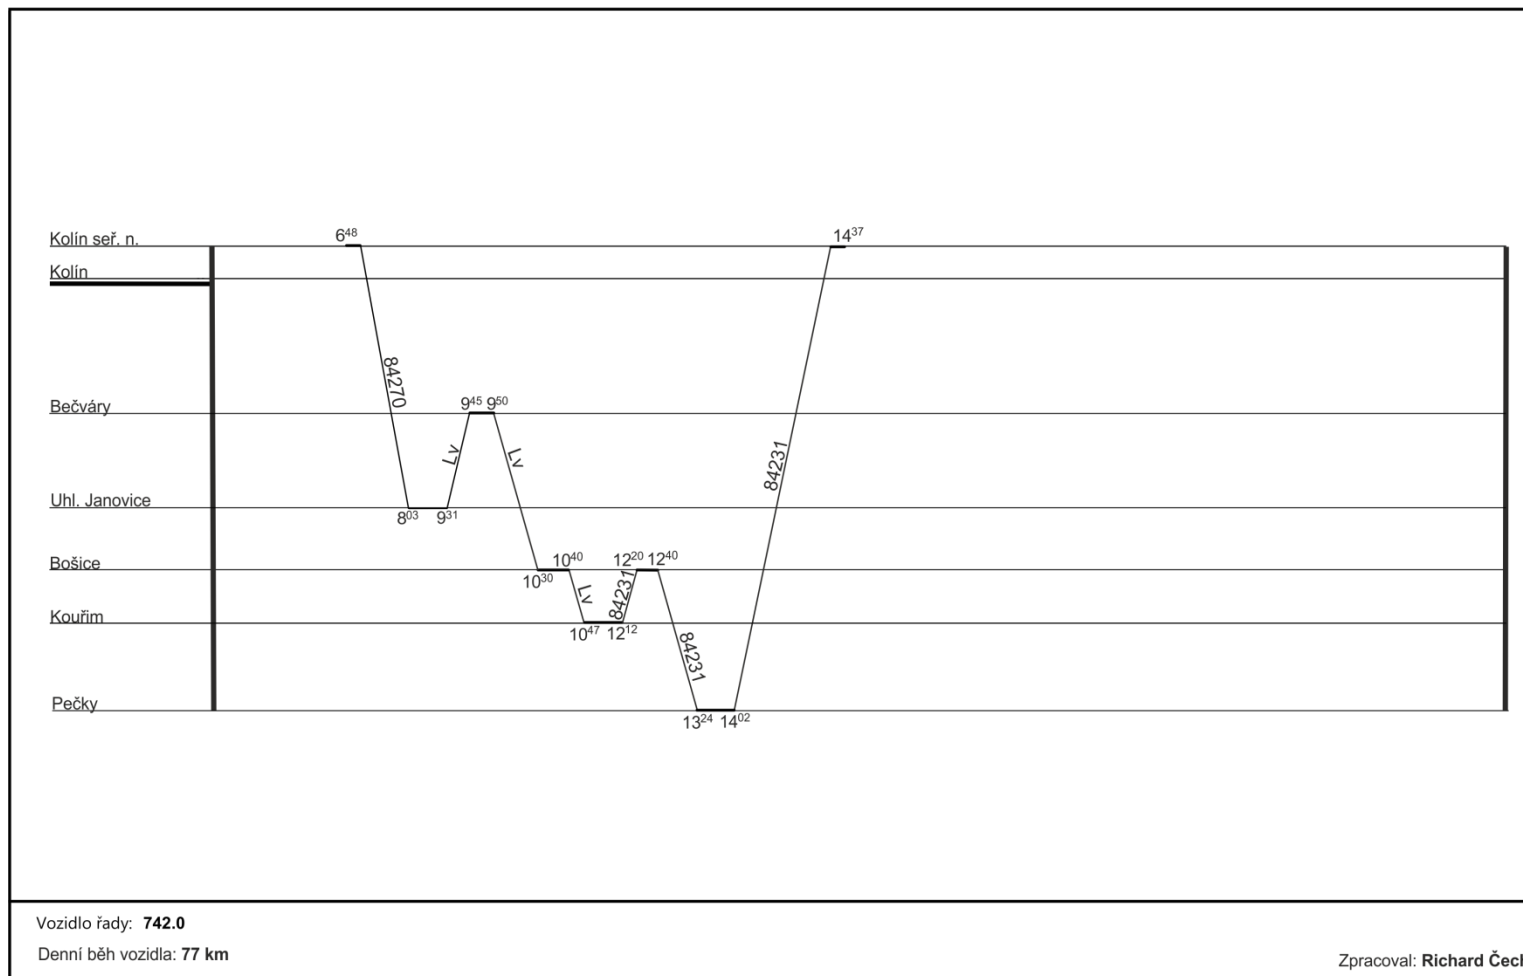 6⁴⁸
14³⁷
Kolín seř. n.
Kolín
84270
Bečváry
9⁴⁵ 9⁵⁰
Lv
Lv
84231
Uhl. Janovice
8⁰³ 9³¹
Bošice
10⁴⁰ 12²⁰ 12⁴⁰
10³⁰
Lv
84231
Kouřim
10⁴⁷ 12¹²
84231
Pečky
13²⁴ 14⁰²
Vozidlo řady: 742.0
Denní běh vozidla: 77 km
Zpracoval: Richard Čech